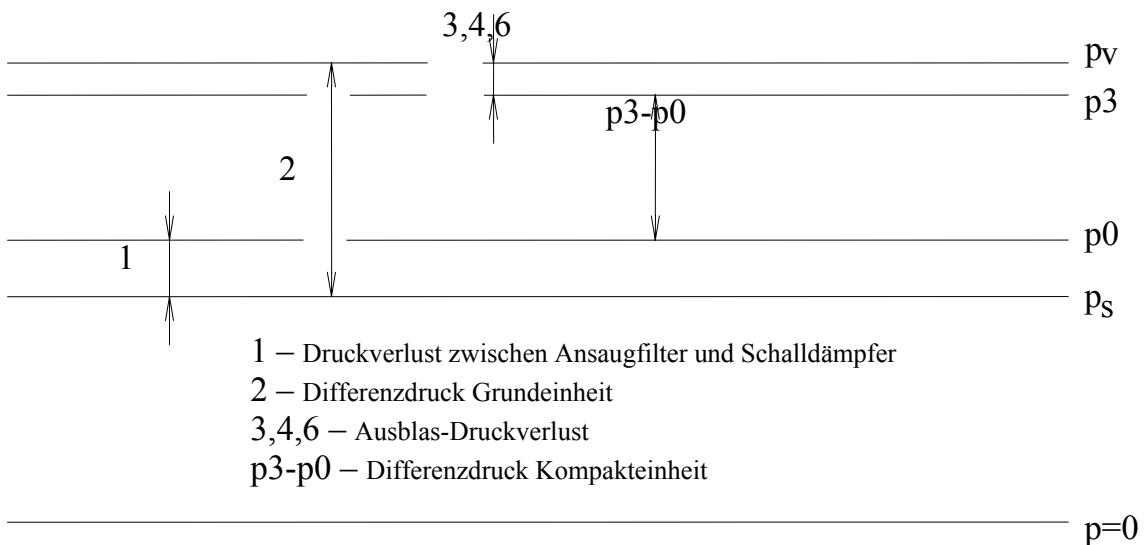 3,4,6
pv
p3
p3-p0
2
p0
1
ps
1 – Druckverlust zwischen Ansaugfilter und Schalldämpfer
2 – Differenzdruck Grundeinheit
3,4,6 – Ausblas-Druckverlust
p3-p0 – Differenzdruck Kompakteinheit
p=0